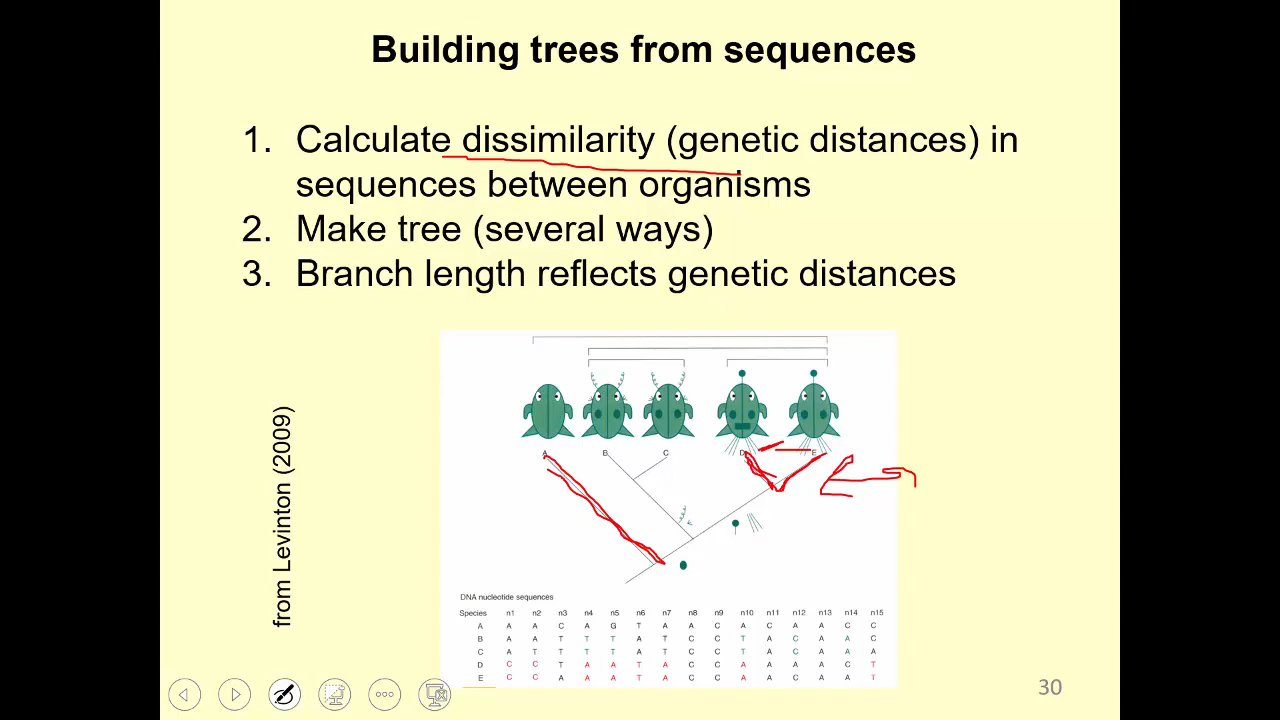 Building trees from sequences
1. Calculate dissimilarity (genetic distances) in
sequences between organisms
2. Make tree (several ways)
3. Branch length reflects genetic distances
from Levinton (2009)
A B C D E
DNA nucleotide sequences
Species n1 n2 n3 n4 n5 n6 n7 n8 n9 n10 n11 n12 n13 n14 n15
A A A C A G T A A C A C A A C C
B A A T T T A T C C T A C A A C
C A T T T T A T C C T A C A A A
D C C T A A T A C C A A A A C T
E C C A A A T A C C A A C A A T
30